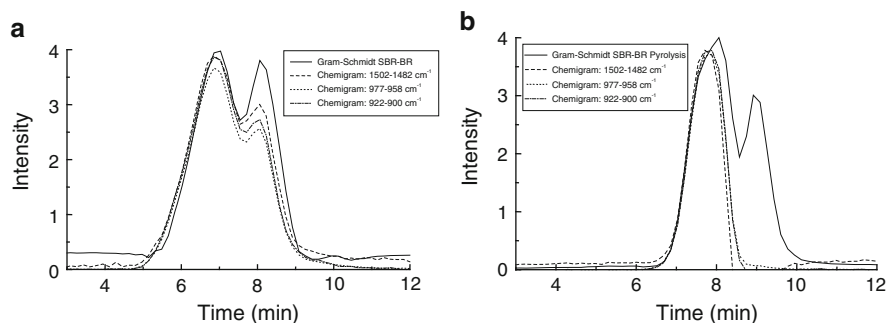 a
4
3
2
1
0
Intensity
4 6 8 10 12
Time (min)
Gram-Schmidt SBR-BR
Chemigram: 1502-1482 cm⁻¹
Chemigram: 977-958 cm⁻¹
Chemigram: 922-900 cm⁻¹
b
4
3
2
1
0
Intensity
4 6 8 10 12
Time (min)
Gram-Schmidt SBR-BR Pyrolysis
Chemigram: 1502-1482 cm⁻¹
Chemigram: 977-958 cm⁻¹
Chemigram: 922-900 cm⁻¹